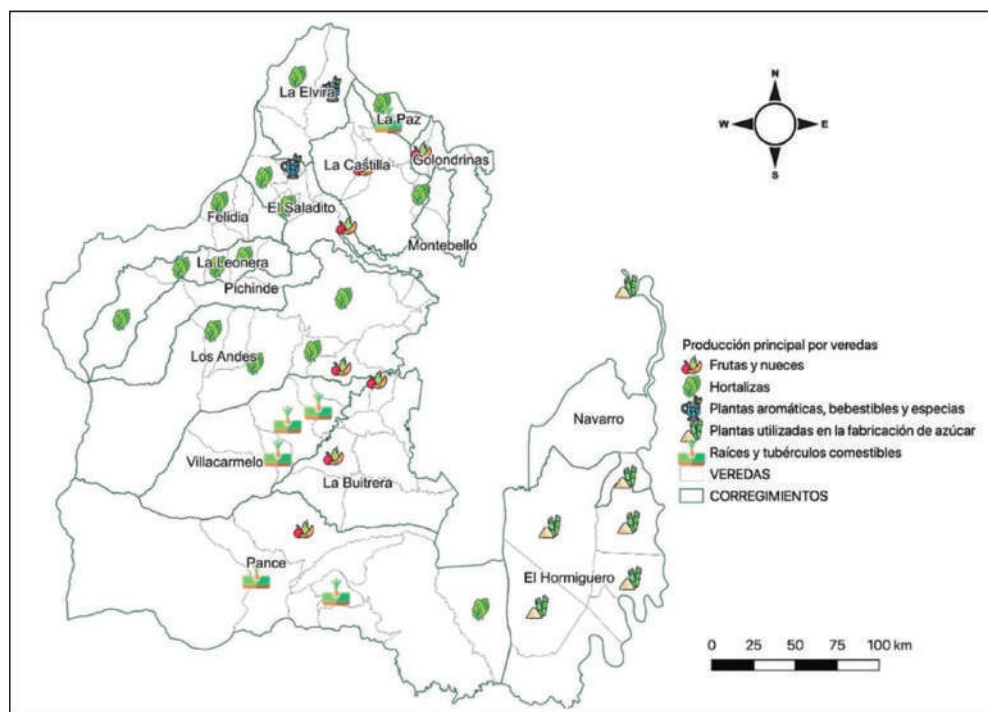 La Elvira
La Paz
La Castilla
Golondrinas
El Saladito
Felidia
Montebello
La Leonera
Pichinde
Los Andes
Villacarmelo
La Buitrera
Pance
Navarro
El Hormiguero
N
W
E
S
Producción principal por veredas
Frutas y nueces
Hortalizas
Plantas aromáticas, bebestibles y especias
Plantas utilizadas en la fabricación de azúcar
Raíces y tubérculos comestibles
VEREDAS
CORREGIMIENTOS
0 25 50 75 100 km